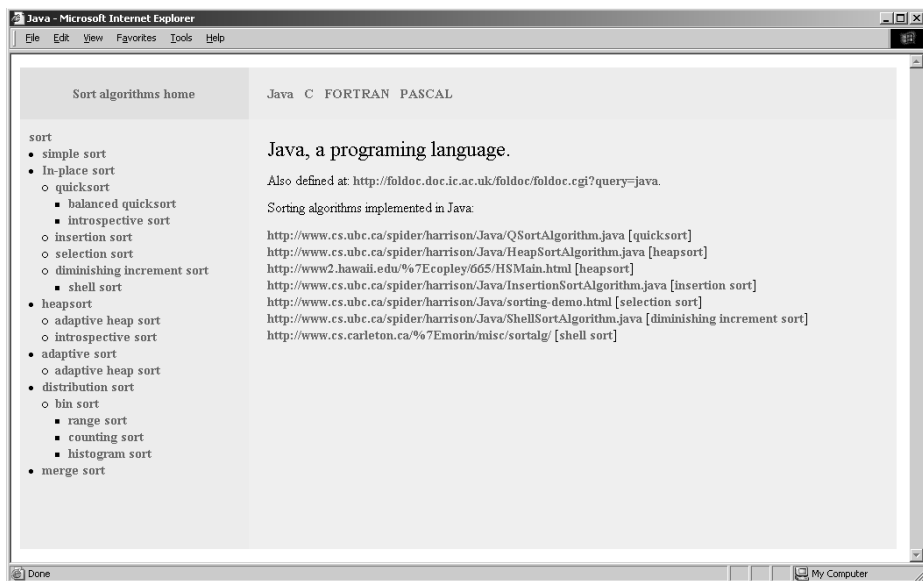 Java - Microsoft Internet Explorer
File Edit View Favorites Tools Help
Sort algorithms home
Java C FORTRAN PASCAL
sort
simple sort
In-place sort
quicksort
balanced quicksort
introspective sort
insertion sort
selection sort
diminishing increment sort
shell sort
heapsort
adaptive heap sort
introspective sort
adaptive sort
adaptive heap sort
distribution sort
bin sort
range sort
counting sort
histogram sort
merge sort
Java, a programing language.
Also defined at: http://foldoc.doc.ic.ac.uk/foldoc/foldoc.cgi?query=java.
Sorting algorithms implemented in Java:
http://www.cs.ubc.ca/spider/harrison/Java/QSortAlgorithm.java [quicksort]
http://www.cs.ubc.ca/spider/harrison/Java/HeapSortAlgorithm.java [heapsort]
http://www2.hawaii.edu/%7Ecopley/665/HSMain.html [heapsort]
http://www.cs.ubc.ca/spider/harrison/Java/InsertionSortAlgorithm.java [insertion sort]
http://www.cs.ubc.ca/spider/harrison/Java/sorting-demo.html [selection sort]
http://www.cs.ubc.ca/spider/harrison/Java/ShellSortAlgorithm.java [diminishing increment sort]
http://www.cs.carleton.ca/%7Emorin/misc/sortalg/ [shell sort]
Done
My Computer